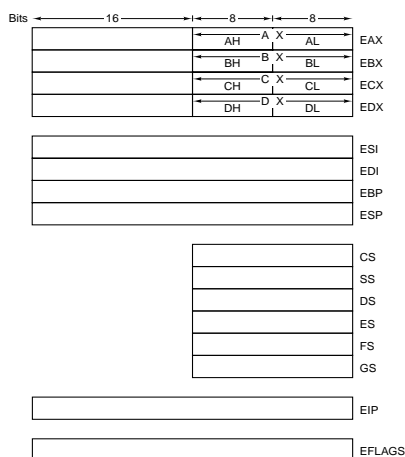 Bits 16 8 8
A X
AH AL EAX
B X
BH BL EBX
C X
CH CL ECX
D X
DH DL EDX
ESI
EDI
EBP
ESP
CS
SS
DS
ES
FS
GS
EIP
EFLAGS